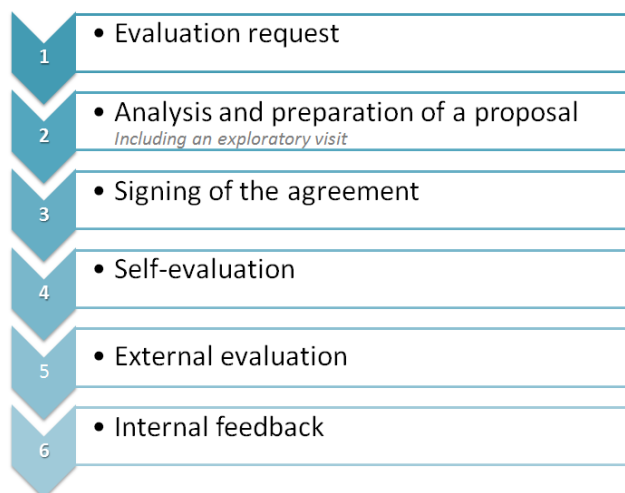 1
• Evaluation request
2
• Analysis and preparation of a proposal
Including an exploratory visit
3
• Signing of the agreement
4
• Self-evaluation
5
• External evaluation
6
• Internal feedback